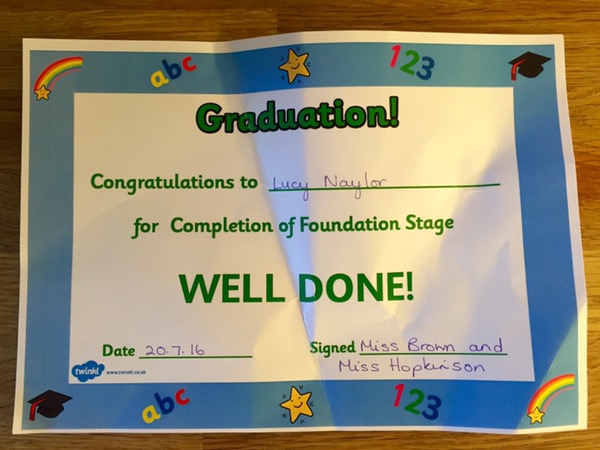 abc 123
Graduation!
Congratulations to Lucy Naylor
for Completion of Foundation Stage
WELL DONE!
Date 20.7.16 Signed Miss Brown and
Miss Hopkinson
twinkl www.twinkl.co.uk
abc 123